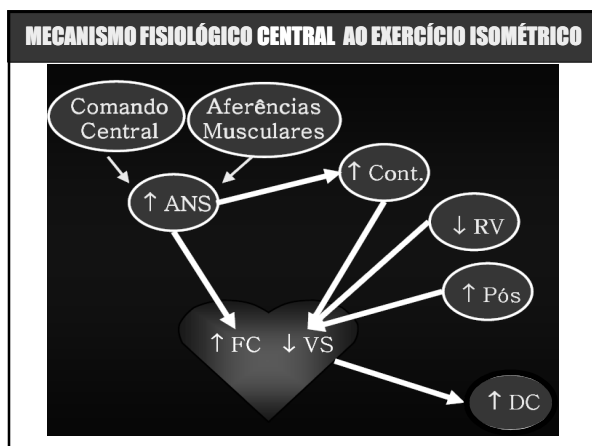 MECANISMO FISIOLÓGICO CENTRAL AO EXERCÍCIO ISOMÉTRICO
Comando
Central
Aferências
Musculares
↑ ANS
↑ Cont.
↓ RV
↑ Pós
↑ FC
↓ VS
↑ DC